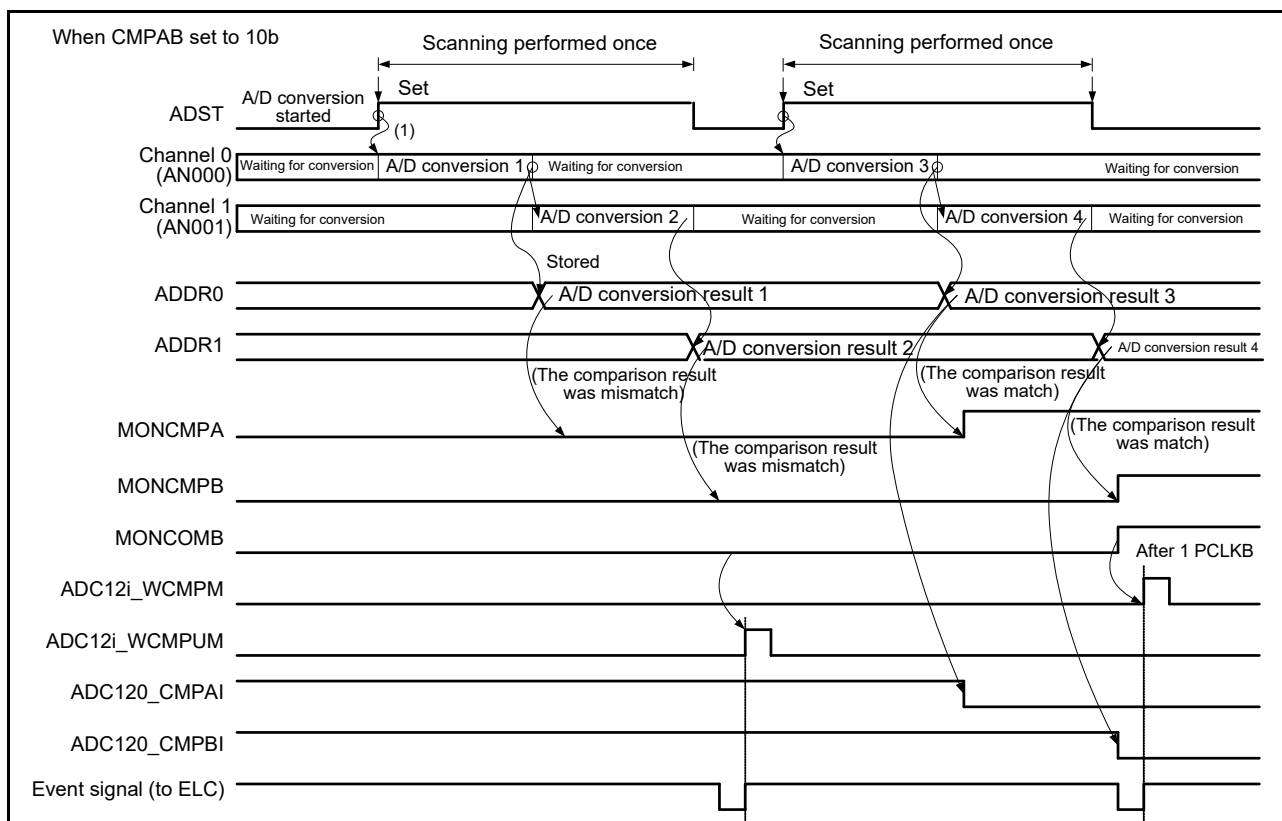 When CMPAB set to 10b
Scanning performed once
Scanning performed once
ADST
A/D conversion
started
Set
Set
(1)
Channel 0
(AN000)
Waiting for conversion
A/D conversion 1
Waiting for conversion
A/D conversion 3
Waiting for conversion
Channel 1
(AN001)
Waiting for conversion
A/D conversion 2
Waiting for conversion
A/D conversion 4
Waiting for conversion
Stored
ADDR0
A/D conversion result 1
A/D conversion result 3
ADDR1
A/D conversion result 2
A/D conversion result 4
(The comparison result
was mismatch)
(The comparison result
was match)
MONCMPA
(The comparison result
was mismatch)
(The comparison result
was match)
MONCMPB
MONCOMB
After 1 PCLKB
ADC12i_WCMPM
ADC12i_WCMPUM
ADC120_CMPAI
ADC120_CMPBI
Event signal (to ELC)